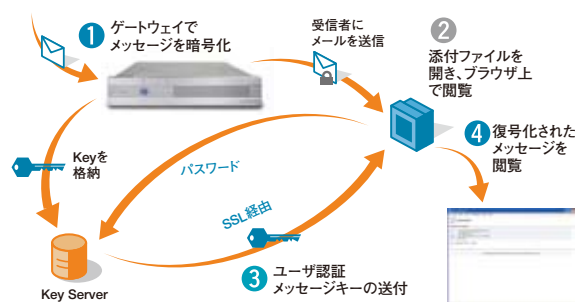 1 ゲートウェイで
メッセージを暗号化
受信者に
メールを送信
2
添付ファイルを
開き、ブラウザ上
で閲覧
4 復号化された
メッセージを
閲覧
Keyを
格納
パスワード
SSL経由
3 ユーザ認証
メッセージキーの送付
Key Server